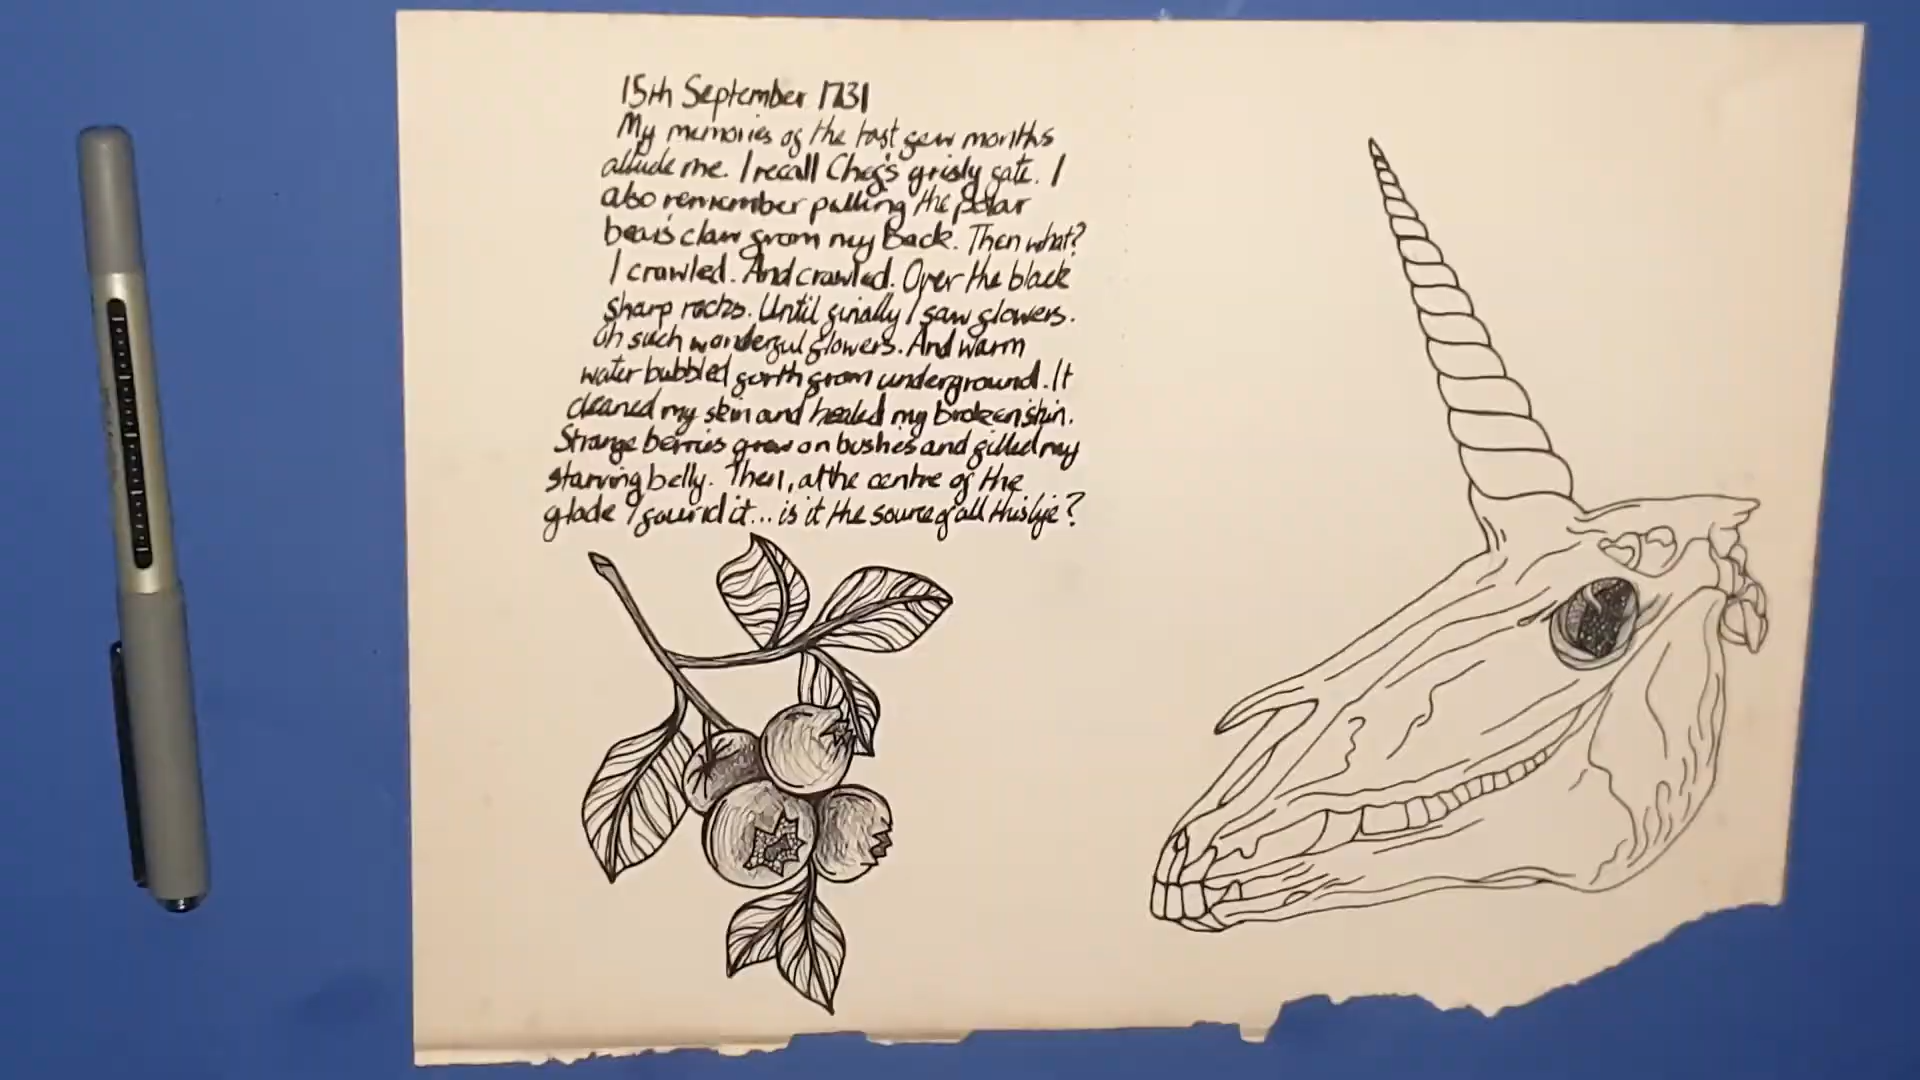 15th September 1731
My memories of the last few months
allude me. I recall Cheg's grisly fate. I
also remember pulling the polar
bear's claw from my back. Then what?
I crawled. And crawled. Over the black
sharp rocks. Until finally I saw flowers.
Oh such wonderful flowers. And warm
water bubbled forth from underground. It
cleaned my skin and healed my broken skin.
Strange berries grew on bushes and filled my
starving belly. Then, at the centre of the
glade I found it... is it the source of all this life?